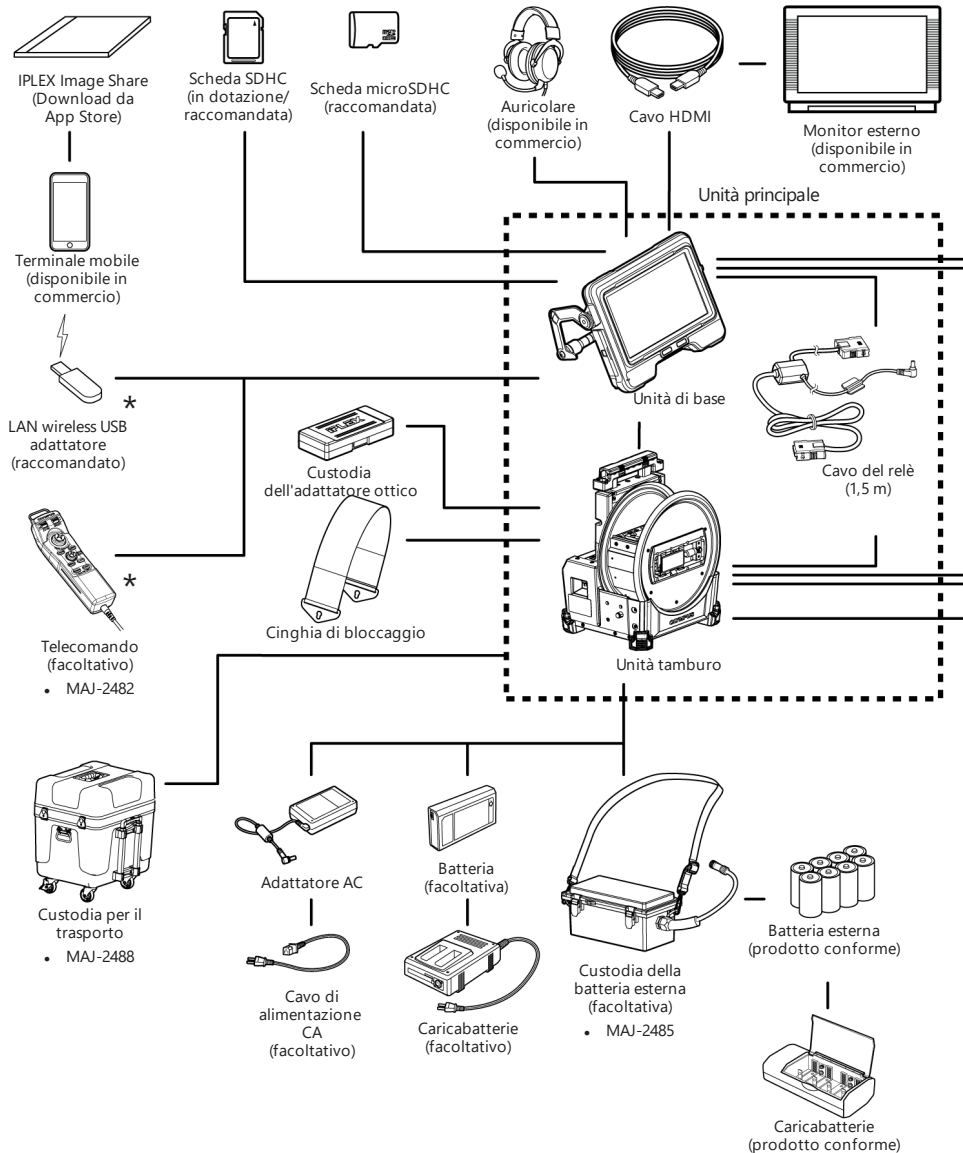 IPLEX Image Share
(Download da
App Store)
Scheda SDHC
(in dotazione/
raccomandata)
Scheda microSDHC
(raccomandata)
Auricolare
(disponibile in
commercio)
Cavo HDMI
Monitor esterno
(disponibile in
commercio)
Unità principale
Terminale mobile
(disponibile in
commercio)
*
LAN wireless USB
adattatore
(raccomandato)
IPLEX
Custodia
dell'adattatore ottico
Unità di base
Cavo del relè
(1,5 m)
*
Telecomando
(facoltativo)
• MAJ-2482
Cinghia di bloccaggio
OLYMPUS
Unità tamburo
Custodia per il
trasporto
• MAJ-2488
Adattatore AC
Batteria
(facoltativa)
Cavo di
alimentazione
CA
(facoltativo)
Caricabatterie
(facoltativo)
Custodia della
batteria esterna
(facoltativa)
• MAJ-2485
Batteria esterna
(prodotto conforme)
Caricabatterie
(prodotto conforme)